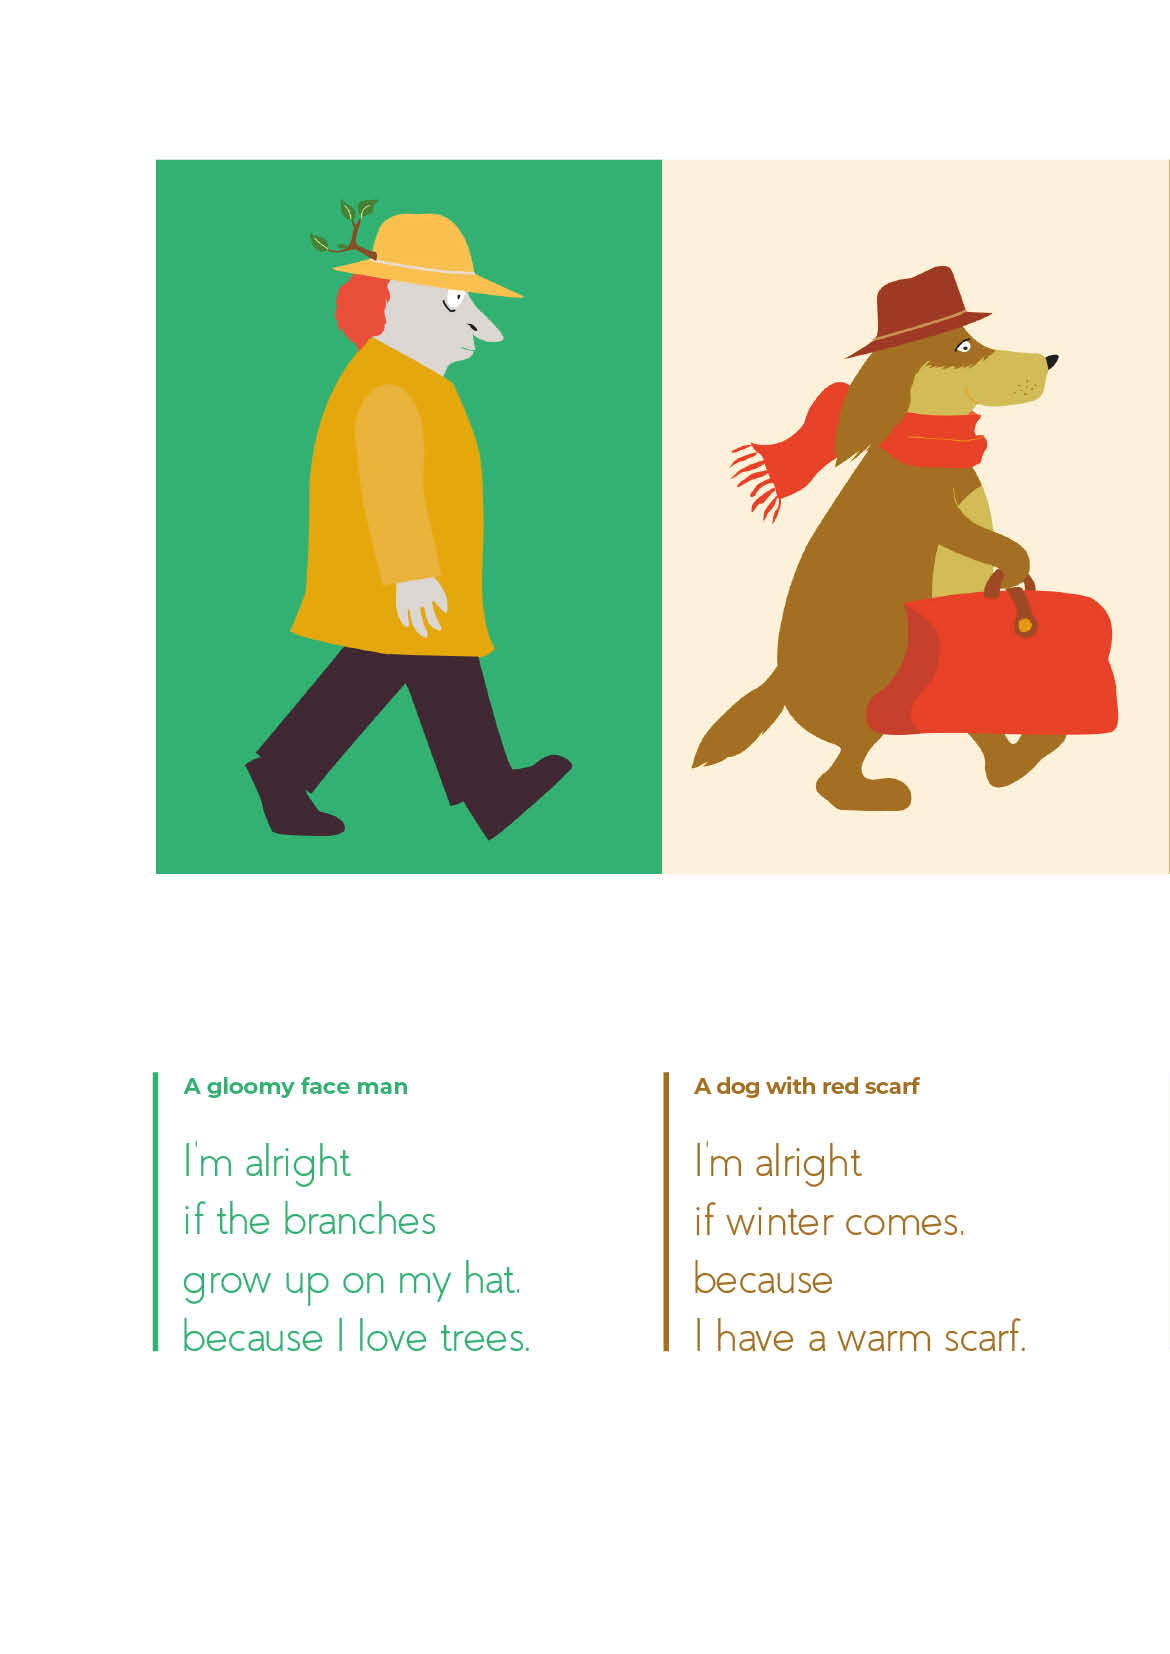 A gloomy face man
I'm alright
if the branches
grow up on my hat.
because I love trees.
A dog with red scarf
I'm alright
if winter comes.
because
I have a warm scarf.